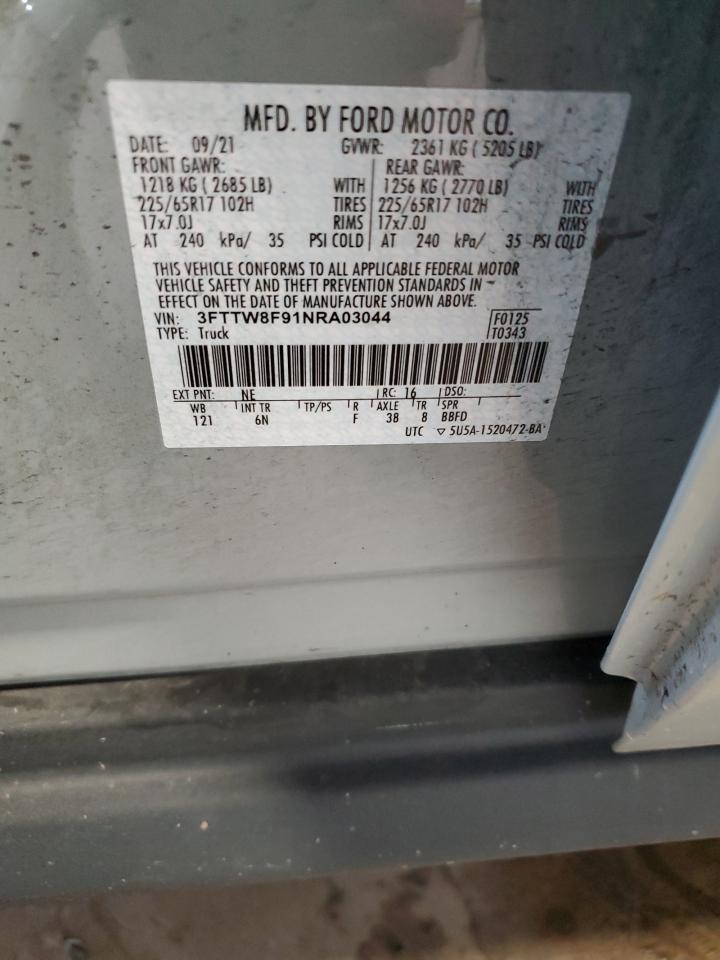 MFD. BY FORD MOTOR CO.
DATE: 09/21 GVWR: 2361 KG ( 5205 LB)
FRONT GAWR: REAR GAWR:
1218 KG ( 2685 LB) WITH 1256 KG ( 2770 LB) WITH
225/65R17 102H TIRES 225/65R17 102H TIRES
17x7.0J RIMS 17x7.0J RIMS
AT 240 kPa/ 35 PSI COLD AT 240 kPa/ 35 PSI COLD
THIS VEHICLE CONFORMS TO ALL APPLICABLE FEDERAL MOTOR
VEHICLE SAFETY AND THEFT PREVENTION STANDARDS IN
EFFECT ON THE DATE OF MANUFACTURE SHOWN ABOVE.
VIN: 3FTTW8F91NRA03044 F0125
TYPE: Truck T0343
EXT PNT: NE RC: 16 DSO:
WB INT TR TP/PS R AXLE TR SPR
121 6N F 38 8 BBFD
UTC ▽ 5U5A-1520472-BA